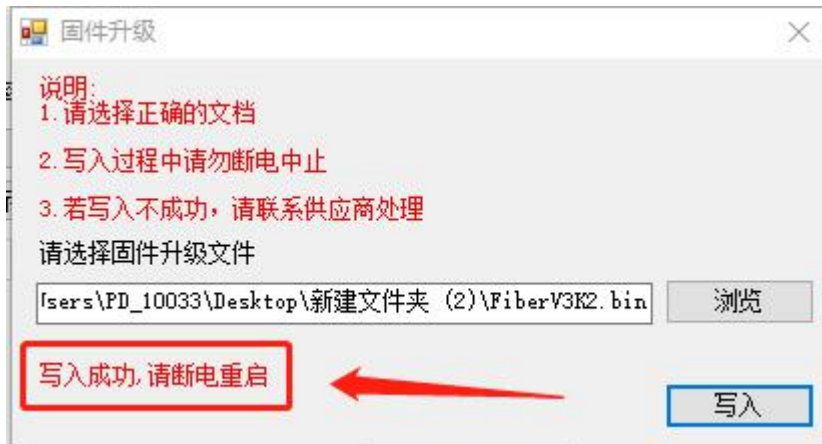 固件升级
说明:
1.请选择正确的文档
2.写入过程中请勿断电中止
3.若写入不成功，请联系供应商处理
请选择固件升级文件
sers\PD_10033\Desktop\新建文件夹 (2)\FiberV3K2.bin
浏览
写入成功,请断电重启
写入